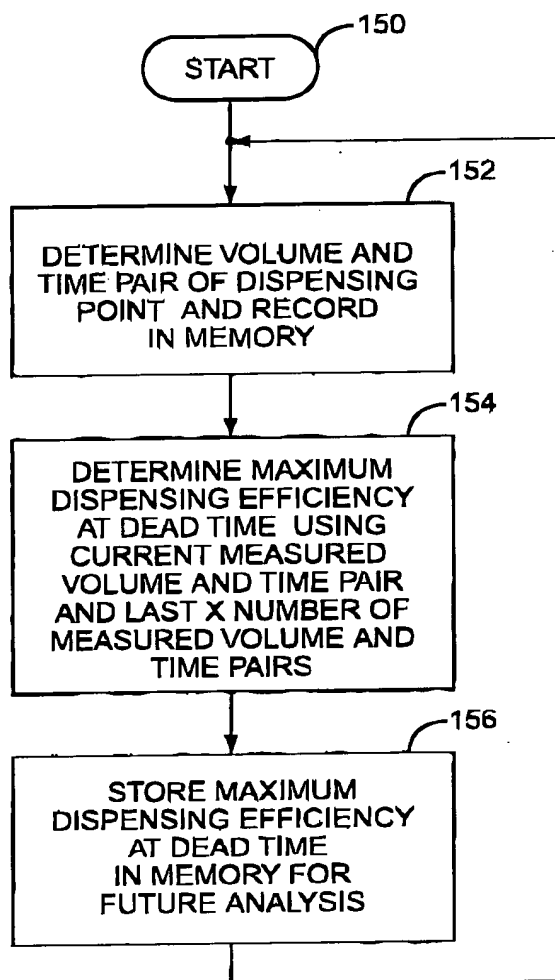 150
START
152
DETERMINE VOLUME AND
TIME PAIR OF DISPENSING
POINT AND RECORD
IN MEMORY
154
DETERMINE MAXIMUM
DISPENSING EFFICIENCY
AT DEAD TIME USING
CURRENT MEASURED
VOLUME AND TIME PAIR
AND LAST X NUMBER OF
MEASURED VOLUME AND
TIME PAIRS
156
STORE MAXIMUM
DISPENSING EFFICIENCY
AT DEAD TIME
IN MEMORY FOR
FUTURE ANALYSIS